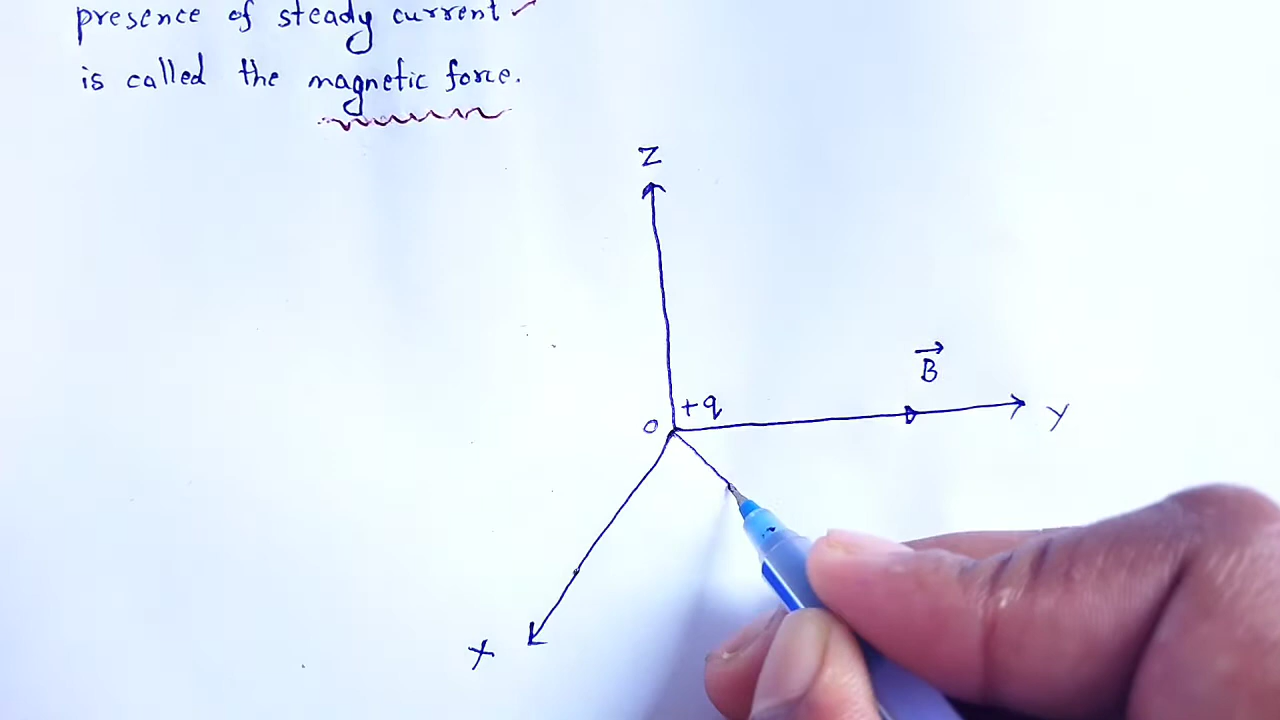 presence of steady current
is called the magnetic force.
Z
B
+q
O
Y
X